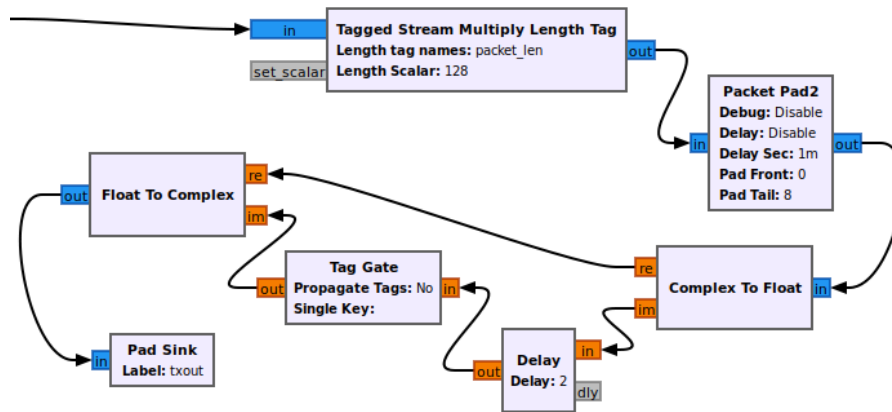 Tagged Stream Multiply Length Tag
in
Length tag names: packet_len
out
set_scalar
Length Scalar: 128
Packet Pad2
Debug: Disable
Delay: Disable
in
out
Delay Sec: 1m
Pad Front: 0
Pad Tail: 8
re
out
Float To Complex
im
Tag Gate
out
Propagate Tags: No
in
Single Key:
re
Complex To Float
in
im
Pad Sink
in
Label: txout
in
Delay
out
Delay: 2
dly